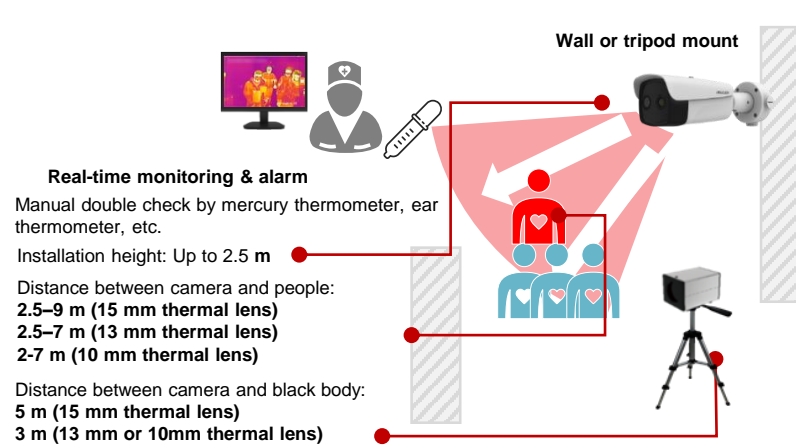 Wall or tripod mount
Real-time monitoring & alarm
Manual double check by mercury thermometer, ear
thermometer, etc.
Installation height: Up to 2.5 m
Distance between camera and people:
2.5–9 m (15 mm thermal lens)
2.5–7 m (13 mm thermal lens)
2-7 m (10 mm thermal lens)
Distance between camera and black body:
5 m (15 mm thermal lens)
3 m (13 mm or 10mm thermal lens)